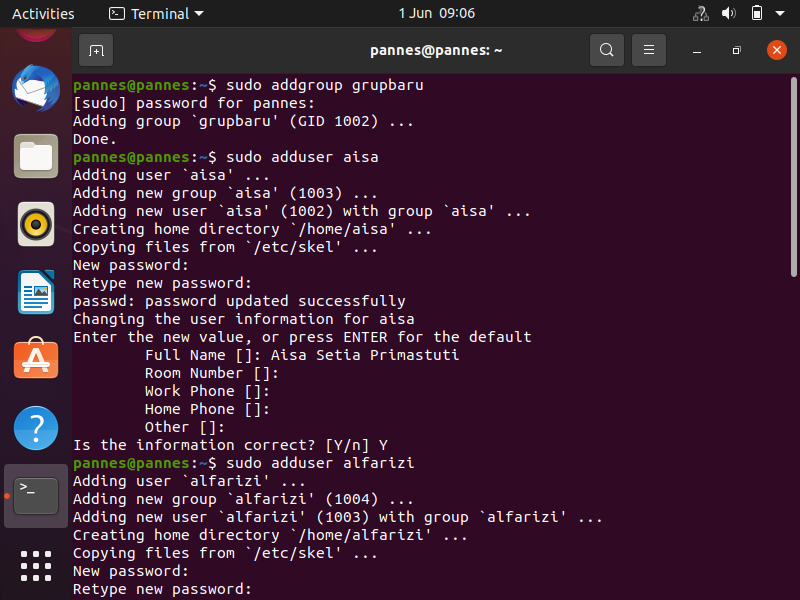 Activities Terminal 1 Jun 09:06
pannes@pannes: ~
pannes@pannes:~$ sudo addgroup grupbaru
[sudo] password for pannes:
Adding group `grupbaru' (GID 1002) ...
Done.
pannes@pannes:~$ sudo adduser aisa
Adding user `aisa' ...
Adding new group `aisa' (1003) ...
Adding new user `aisa' (1002) with group `aisa' ...
Creating home directory `/home/aisa' ...
Copying files from `/etc/skel' ...
New password:
Retype new password:
passwd: password updated successfully
Changing the user information for aisa
Enter the new value, or press ENTER for the default
Full Name []: Aisa Setia Primastuti
Room Number []:
Work Phone []:
Home Phone []:
Other []:
Is the information correct? [Y/n] Y
pannes@pannes:~$ sudo adduser alfarizi
Adding user `alfarizi' ...
Adding new group `alfarizi' (1004) ...
Adding new user `alfarizi' (1003) with group `alfarizi' ...
Creating home directory `/home/alfarizi' ...
Copying files from `/etc/skel' ...
New password:
Retype new password: